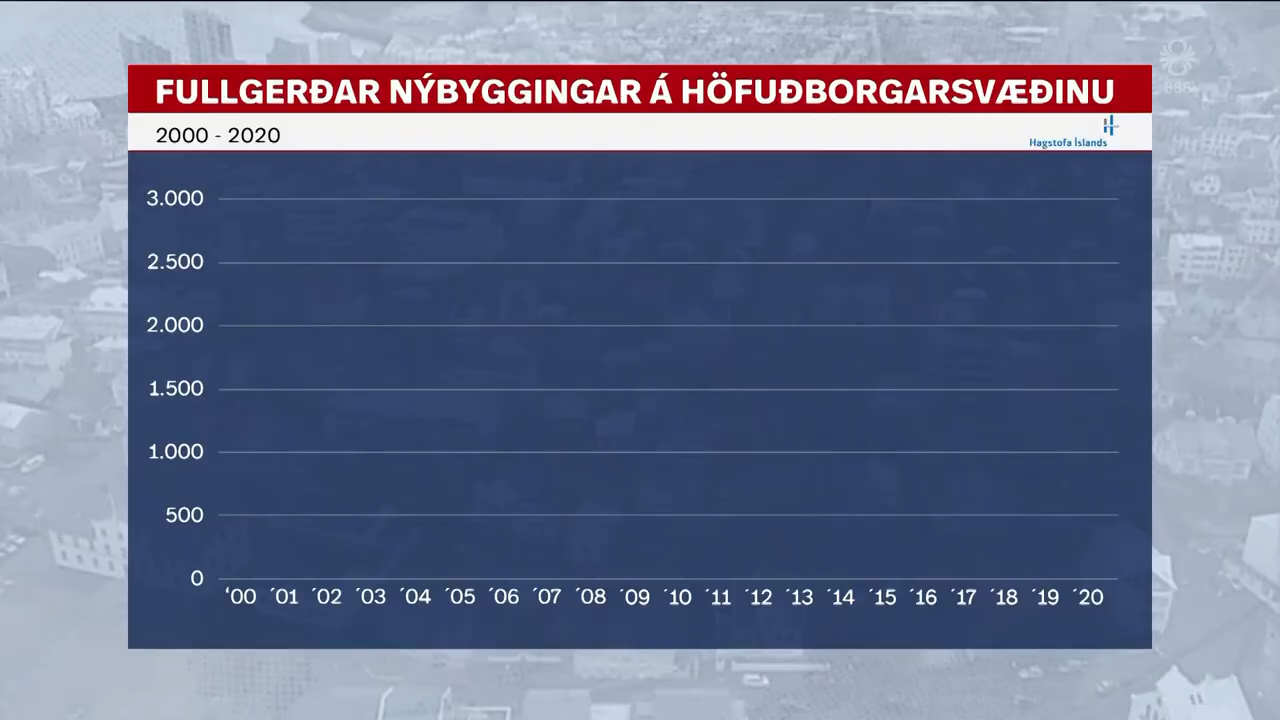 FULLGERÐAR NÝBYGGINGAR Á HÖFUÐBORGARSVÆÐINU
2000 - 2020
Hagstofa Íslands
3.000
2.500
2.000
1.500
1.000
500
0
‘00 ´01 ´02 ´03 ´04 ´05 ´06 ´07 ´08 ´09 ´10 ´11 ´12 ´13 ´14 ´15 ´16 ´17 ´18 ´19 ´20